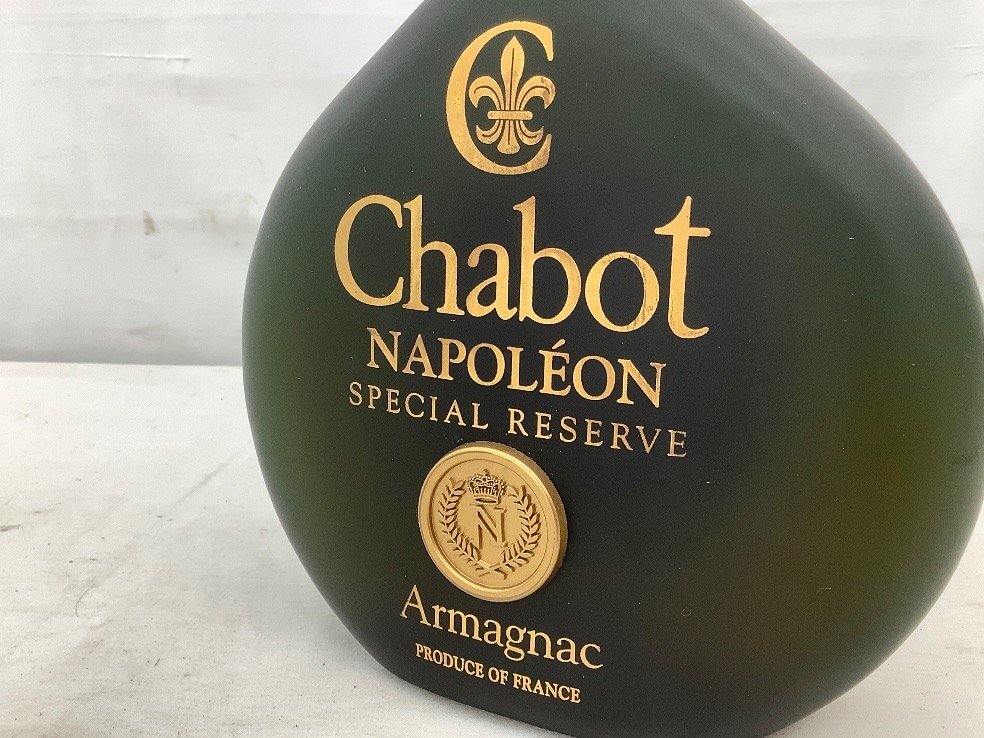 C
Chabot
NAPOLÉON
SPECIAL RESERVE
N
Armagnac
PRODUCE OF FRANCE